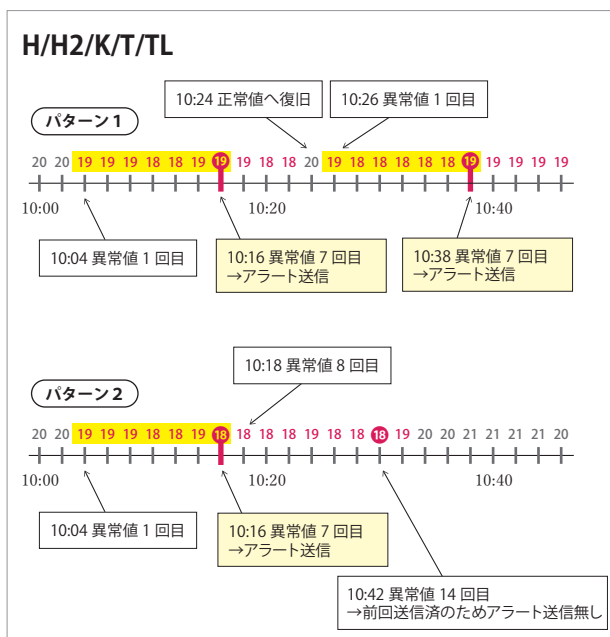 H/H2/K/T/TL
10:24 正常値へ復旧
10:26 異常値 1 回目
パターン 1
20 20 19 19 19 18 18 19 19 19 18 18 20 19 18 18 18 18 18 19 19 19 19 19
10:00 10:20 10:40
10:04 異常値 1 回目
10:16 異常値 7 回目
→アラート送信
10:38 異常値 7 回目
→アラート送信
10:18 異常値 8 回目
パターン 2
20 20 19 19 19 18 18 19 18 18 18 18 19 18 18 18 19 20 20 21 21 21 21 20
10:00 10:20 10:40
10:04 異常値 1 回目
10:16 異常値 7 回目
→アラート送信
10:42 異常値 14 回目
→前回送信済のためアラート送信無し